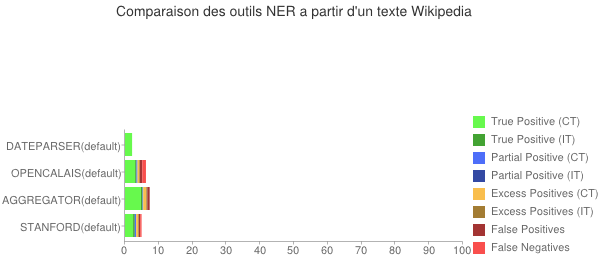 Comparaison des outils NER a partir d'un texte Wikipedia
DATEPARSER(default)
OPENCALAIS(default)
AGGREGATOR(default)
STANFORD(default)
0 10 20 30 40 50 60 70 80 90 100
True Positive (CT)
True Positive (IT)
Partial Positive (CT)
Partial Positive (IT)
Excess Positives (CT)
Excess Positives (IT)
False Positives
False Negatives